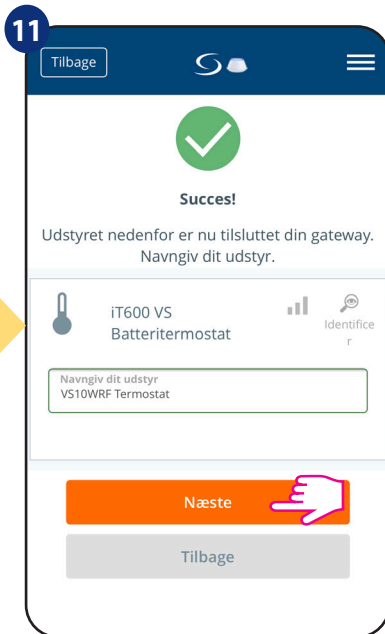 11
Tilbage
Succes!
Udstyret nedenfor er nu tilsluttet din gateway.
Navngiv dit udstyr.
iT600 VS
Batteritermostat
Identifice
r
Navngiv dit udstyr
VS10WRF Termostat
Næste
Tilbage